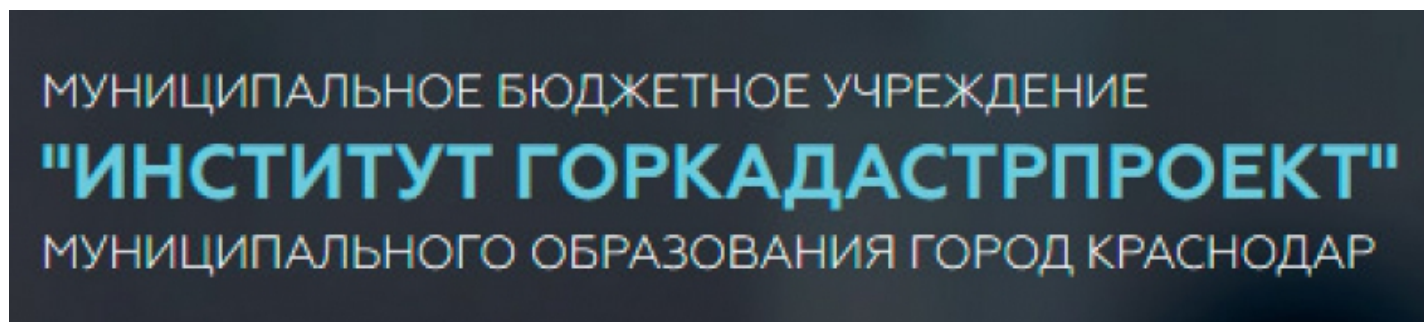 МУНИЦИПАЛЬНОЕ БЮДЖЕТНОЕ УЧРЕЖДЕНИЕ
"ИНСТИТУТ ГОРКАДАСТРПРОЕКТ"
МУНИЦИПАЛЬНОГО ОБРАЗОВАНИЯ ГОРОД КРАСНОДАР